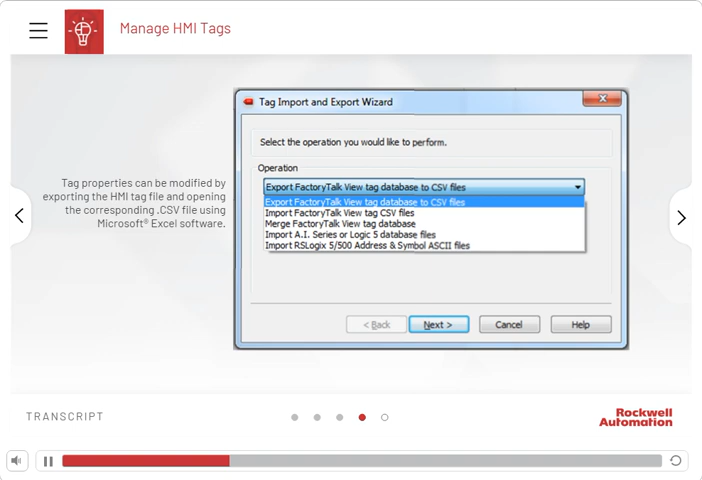 Manage HMI Tags
Tag Import and Export Wizard
Select the operation you would like to perform.
Operation
Export FactoryTalk View tag database to CSV files
Export FactoryTalk View tag database to CSV files
Import FactoryTalk View tag CSV files
Merge FactoryTalk View tag database
Import A.I. Series or Logic 5 database files
Import RSLogix 5/500 Address & Symbol ASCII files
Tag properties can be modified by
exporting the HMI tag file and opening
the corresponding .CSV file using
Microsoft® Excel software.
< Back Next > Cancel Help
TRANSCRIPT
Rockwell
Automation